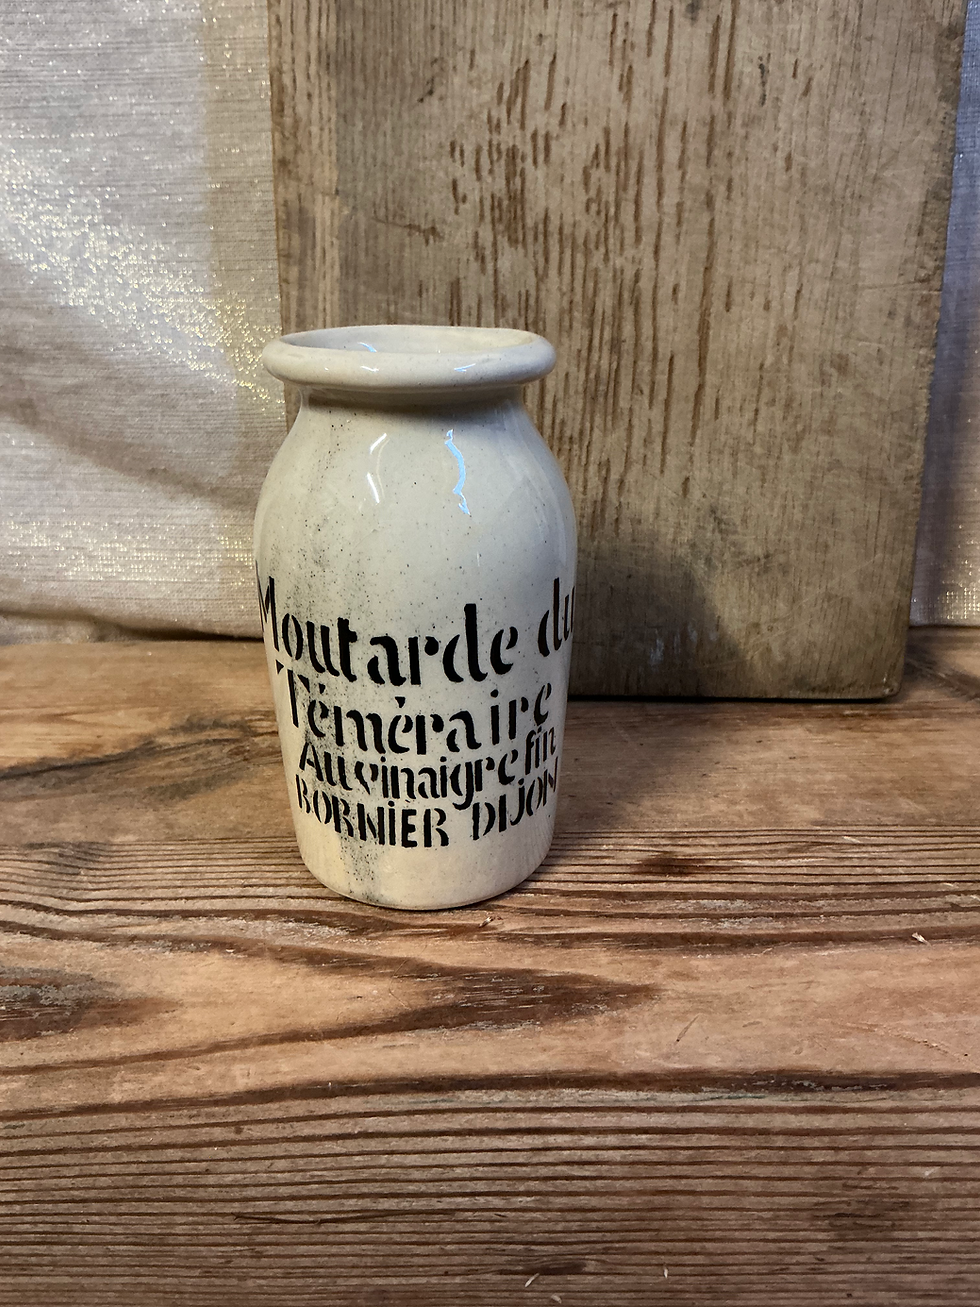 Moutarde du
Téméraire
Au vinaigre fin
BORNiER DIJON